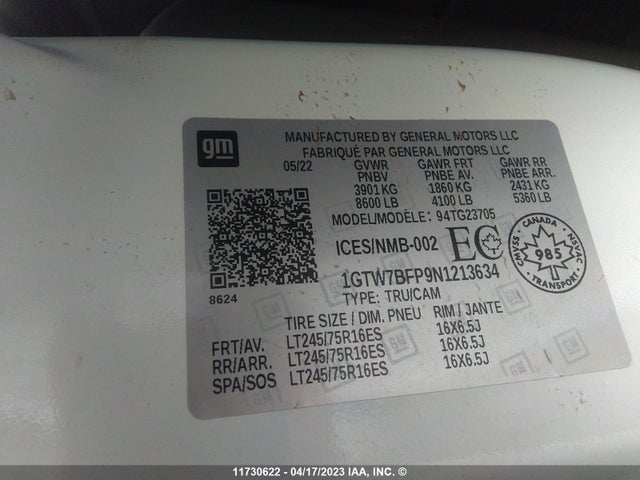 gm
MANUFACTURED BY GENERAL MOTORS LLC
FABRIQUÉ PAR GENERAL MOTORS LLC
05/22 GVWR GAWR FRT GAWR RR
PNBV PNBE AV. PNBE ARR.
3901 KG 1860 KG 2431 KG
8600 LB 4100 LB 5360 LB
MODEL/MODÈLE: 94TG23705
ICES/NMB-002 EC
CANADA
CMVSS 985 NSVAC
1GTW7BFP9N1213634
8624 TYPE: TRU/CAM
TIRE SIZE / DIM. PNEU RIM / JANTE
FRT/AV. LT245/75R16ES 16X6.5J
RR/ARR. LT245/75R16ES 16X6.5J
SPA/SOS LT245/75R16ES 16X6.5J
GM
11730622 - 04/17/2023 IAA, INC. ©